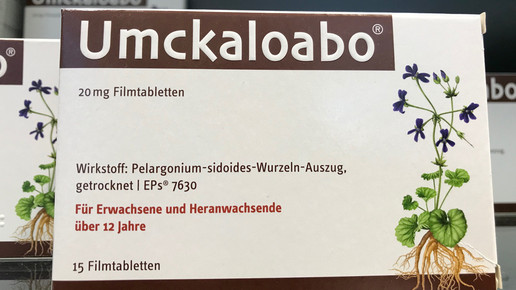 Umckaloabo®
20 mg Filmtabletten
Wirkstoff: Pelargonium-sidoides-Wurzeln-Auszug,
getrocknet | EPs® 7630
Für Erwachsene und Heranwachsende
über 12 Jahre
15 Filmtabletten